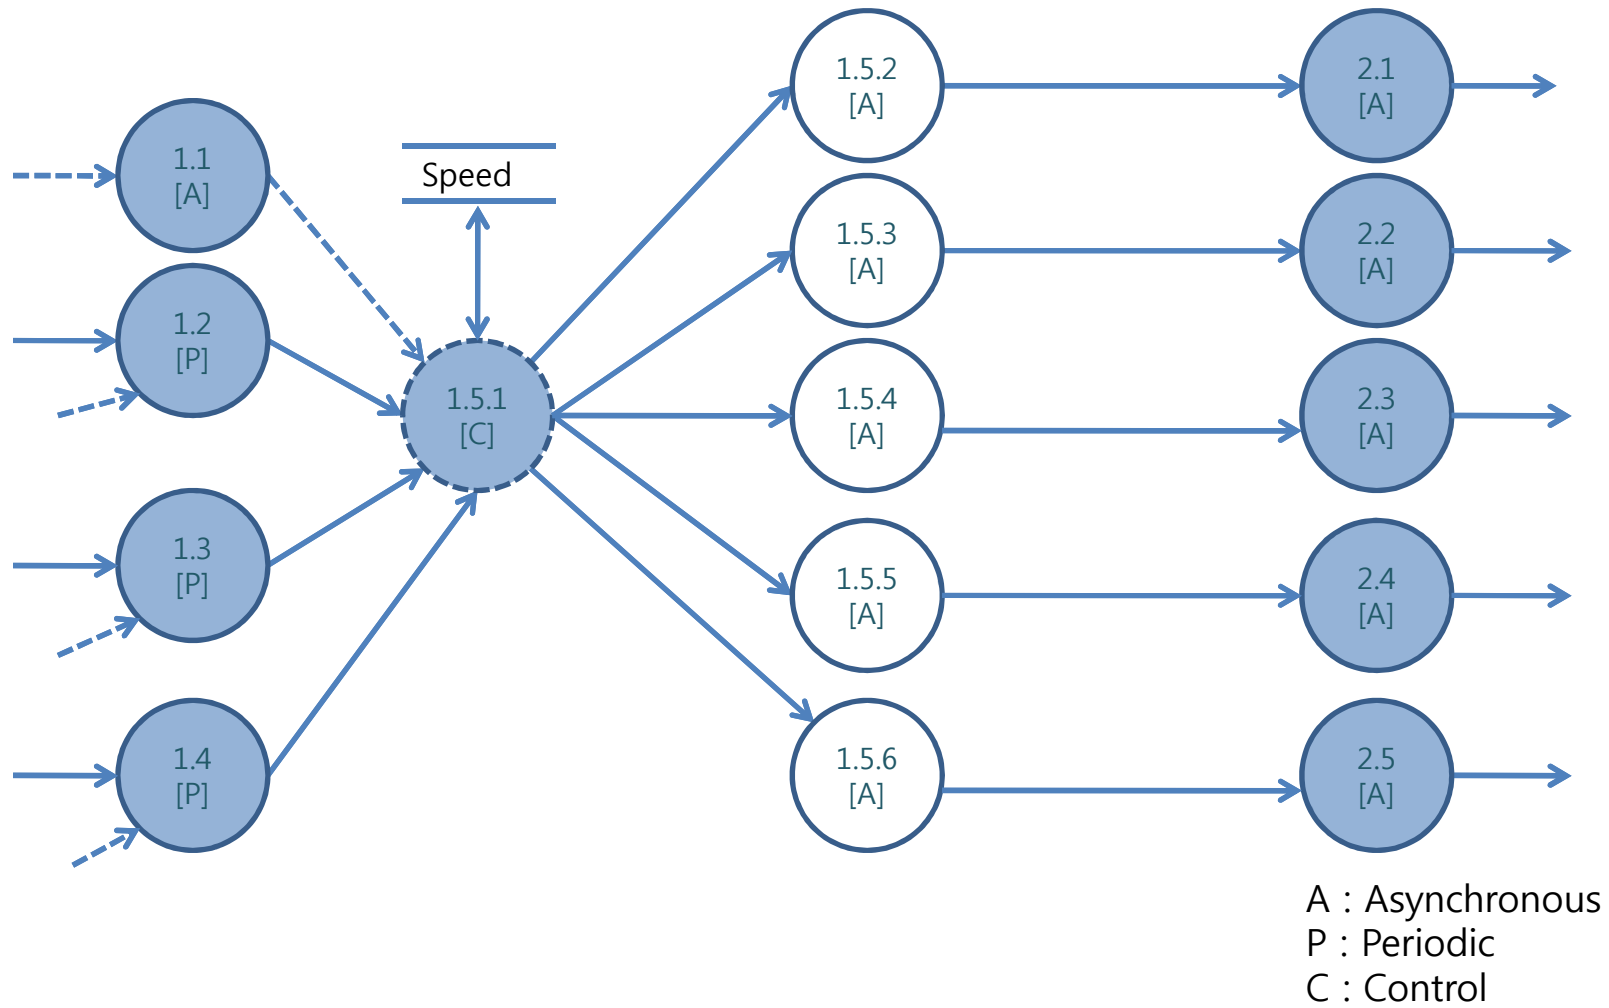 1.1
[A]
1.2
[P]
1.3
[P]
1.4
[P]
Speed
1.5.1
[C]
1.5.2
[A]
1.5.3
[A]
1.5.4
[A]
1.5.5
[A]
1.5.6
[A]
2.1
[A]
2.2
[A]
2.3
[A]
2.4
[A]
2.5
[A]
A : Asynchronous
P : Periodic
C : Control